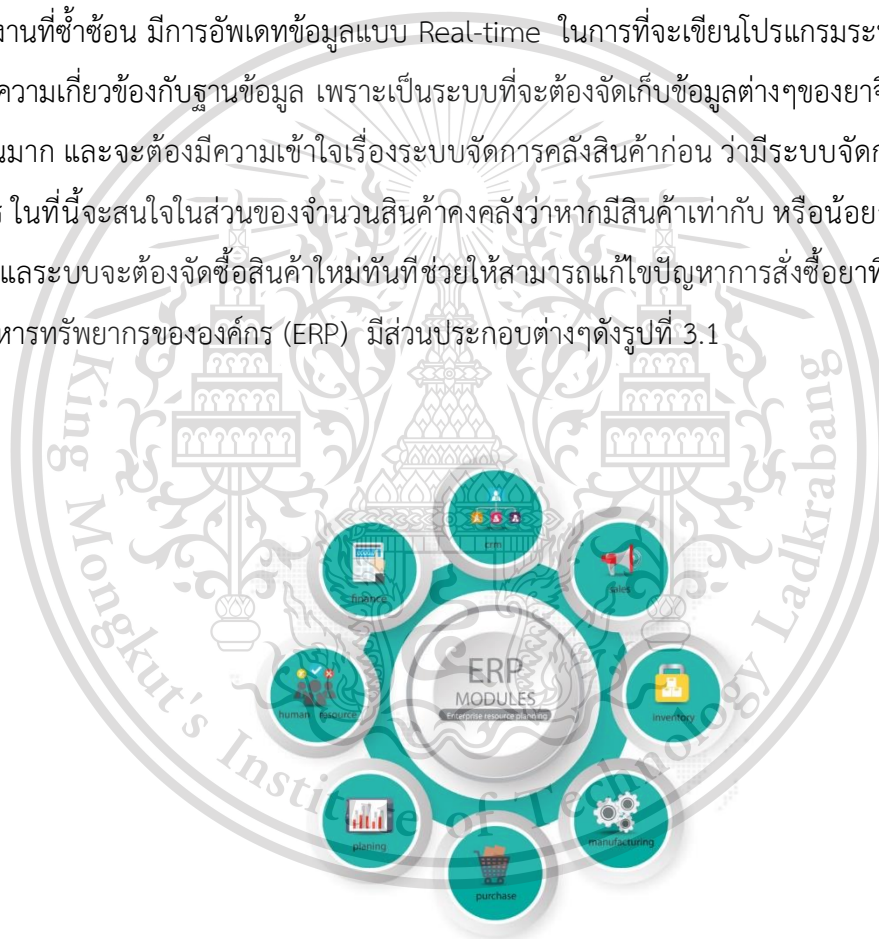 งานที่ซ้ำซ้อน มีการอัพเดทข้อมูลแบบ Real-time ในการที่จะเขียนโปรแกรมระบ
ความเกี่ยวข้องกับฐานข้อมูล เพราะเป็นระบบที่จะต้องจัดเก็บข้อมูลต่างๆของยาจ
นมาก และจะต้องมีความเข้าใจเรื่องระบบจัดการคลังสินค้าก่อน ว่ามีระบบจัดก
ร ในที่นี้จะสนใจในส่วนของจำนวนสินค้าคงคลังว่าหากมีสินค้าเท่ากับ หรือน้อย
แลระบบจะต้องจัดซื้อสินค้าใหม่ทันทีช่วยให้สามารถแก้ไขปัญหาการสั่งซื้อยาที
หารทรัพยากรขององค์กร (ERP) มีส่วนประกอบต่างๆดังรูปที่ 3.1
crm
finance
sales
human resource
ERP
MODULES
Enterprise resource planning
inventory
planing
manufacturing
purchase
King Mongkut's Institute of Technology Ladkrabang